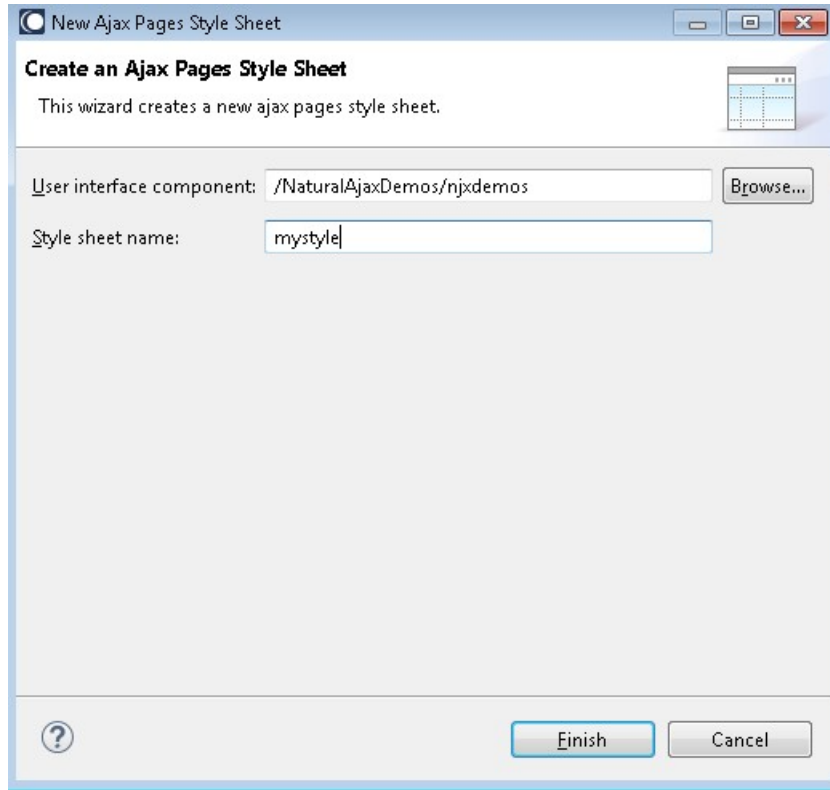 New Ajax Pages Style Sheet
Create an Ajax Pages Style Sheet
This wizard creates a new ajax pages style sheet.
User interface component: /NaturalAjaxDemos/njxdemos Browse...
Style sheet name: mystyle
? Finish Cancel